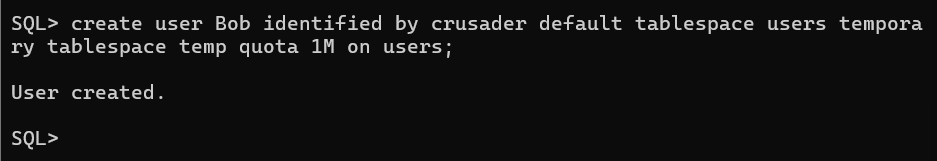 SQL> create user Bob identified by crusader default tablespace users tempora
ry tablespace temp quota 1M on users;
User created.
SQL>